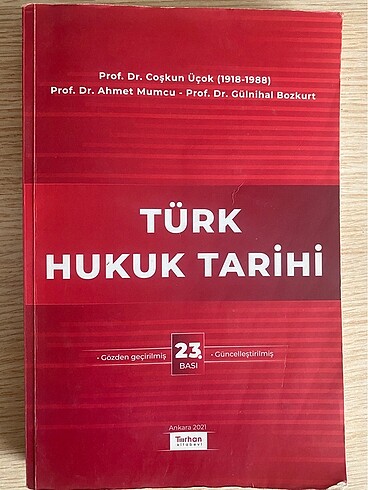 Prof. Dr. Coşkun Üçok (1918-1988)
Prof. Dr. Ahmet Mumcu - Prof. Dr. Gülnihal Bozkurt
TÜRK
HUKUK TARİHİ
• Gözden geçirilmiş
23.
BASI
• Güncelleştirilmiş
Ankara 2021
Turhan
kitabevi